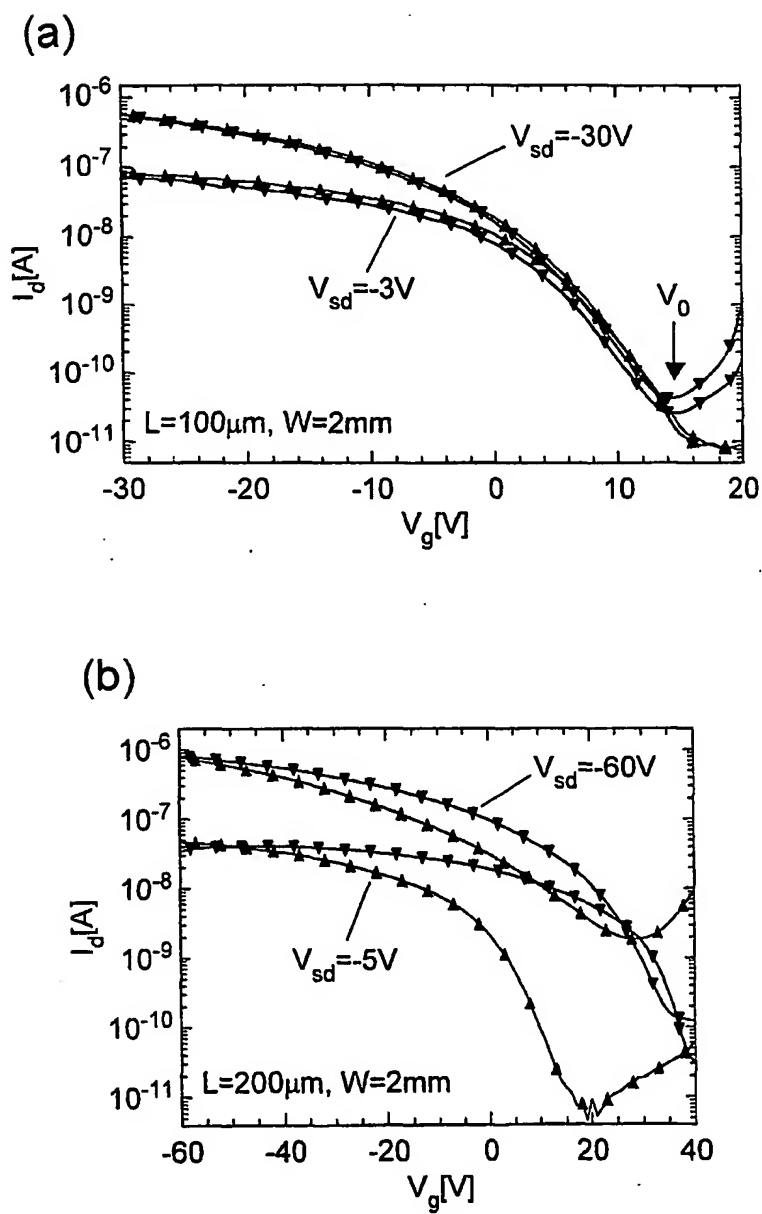 (a)
10^-6
10^-7
10^-8
10^-9
10^-10
10^-11
I_d[A]
V_sd=-30V
V_sd=-3V
V_0
L=100μm, W=2mm
-30 -20 -10 0 10 20
V_g[V]
(b)
10^-6
10^-7
10^-8
10^-9
10^-10
10^-11
I_d[A]
V_sd=-60V
V_sd=-5V
L=200μm, W=2mm
-60 -40 -20 0 20 40
V_g[V]